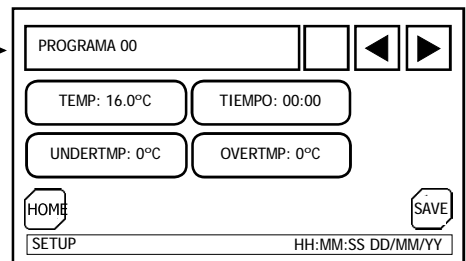 PROGRAMA 00
TEMP: 16.0ºC TIEMPO: 00:00
UNDERTMP: 0ºC OVERTMP: 0ºC
HOME SAVE
SETUP HH:MM:SS DD/MM/YY